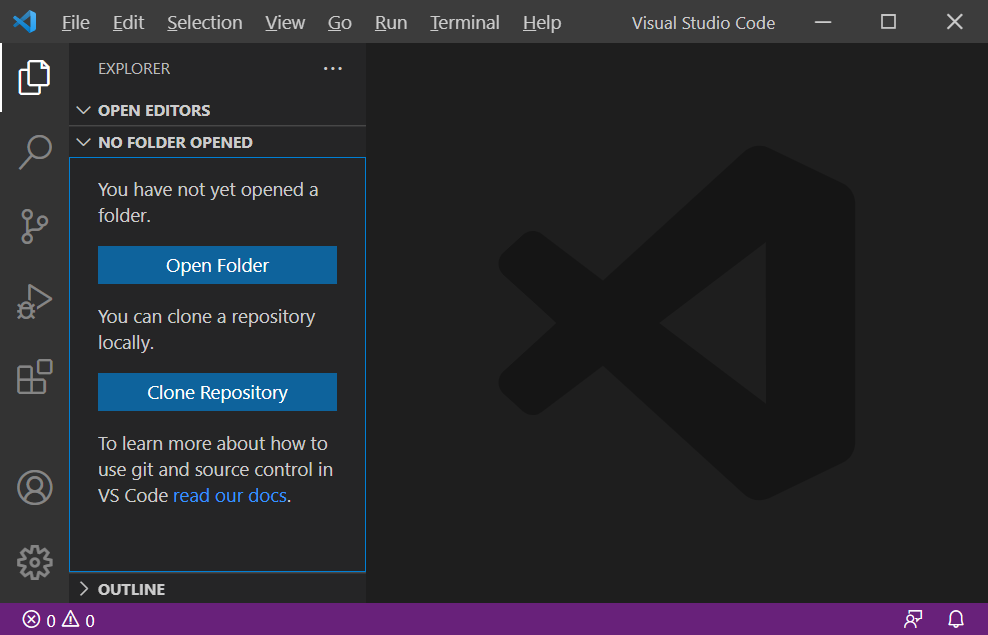 File Edit Selection View Go Run Terminal Help Visual Studio Code
EXPLORER
OPEN EDITORS
NO FOLDER OPENED
You have not yet opened a
folder.
Open Folder
You can clone a repository
locally.
Clone Repository
To learn more about how to
use git and source control in
VS Code read our docs.
OUTLINE
0 0